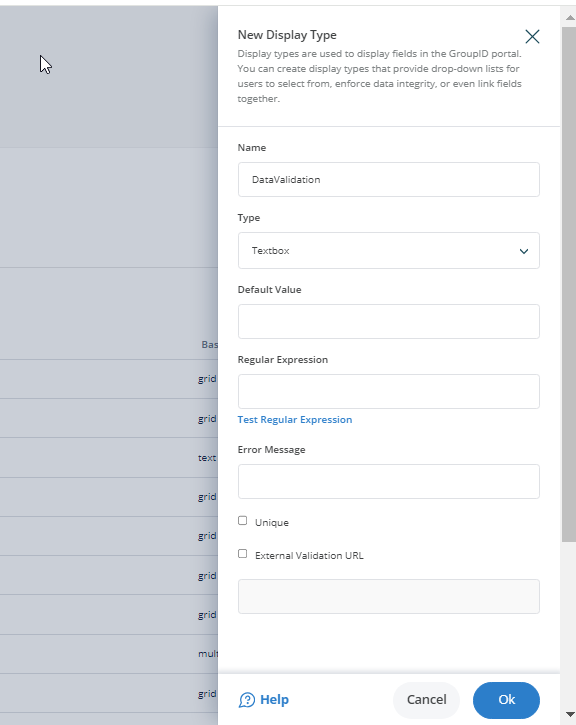 New Display Type
Display types are used to display fields in the GroupID portal.
You can create display types that provide drop-down lists for
users to select from, enforce data integrity, or even link fields
together.
Name
DataValidation
Type
Textbox
Default Value
Regular Expression
Test Regular Expression
Error Message
Unique
External Validation URL
Help
Cancel
Ok
Bas
grid
grid
text
grid
grid
grid
grid
mult
grid